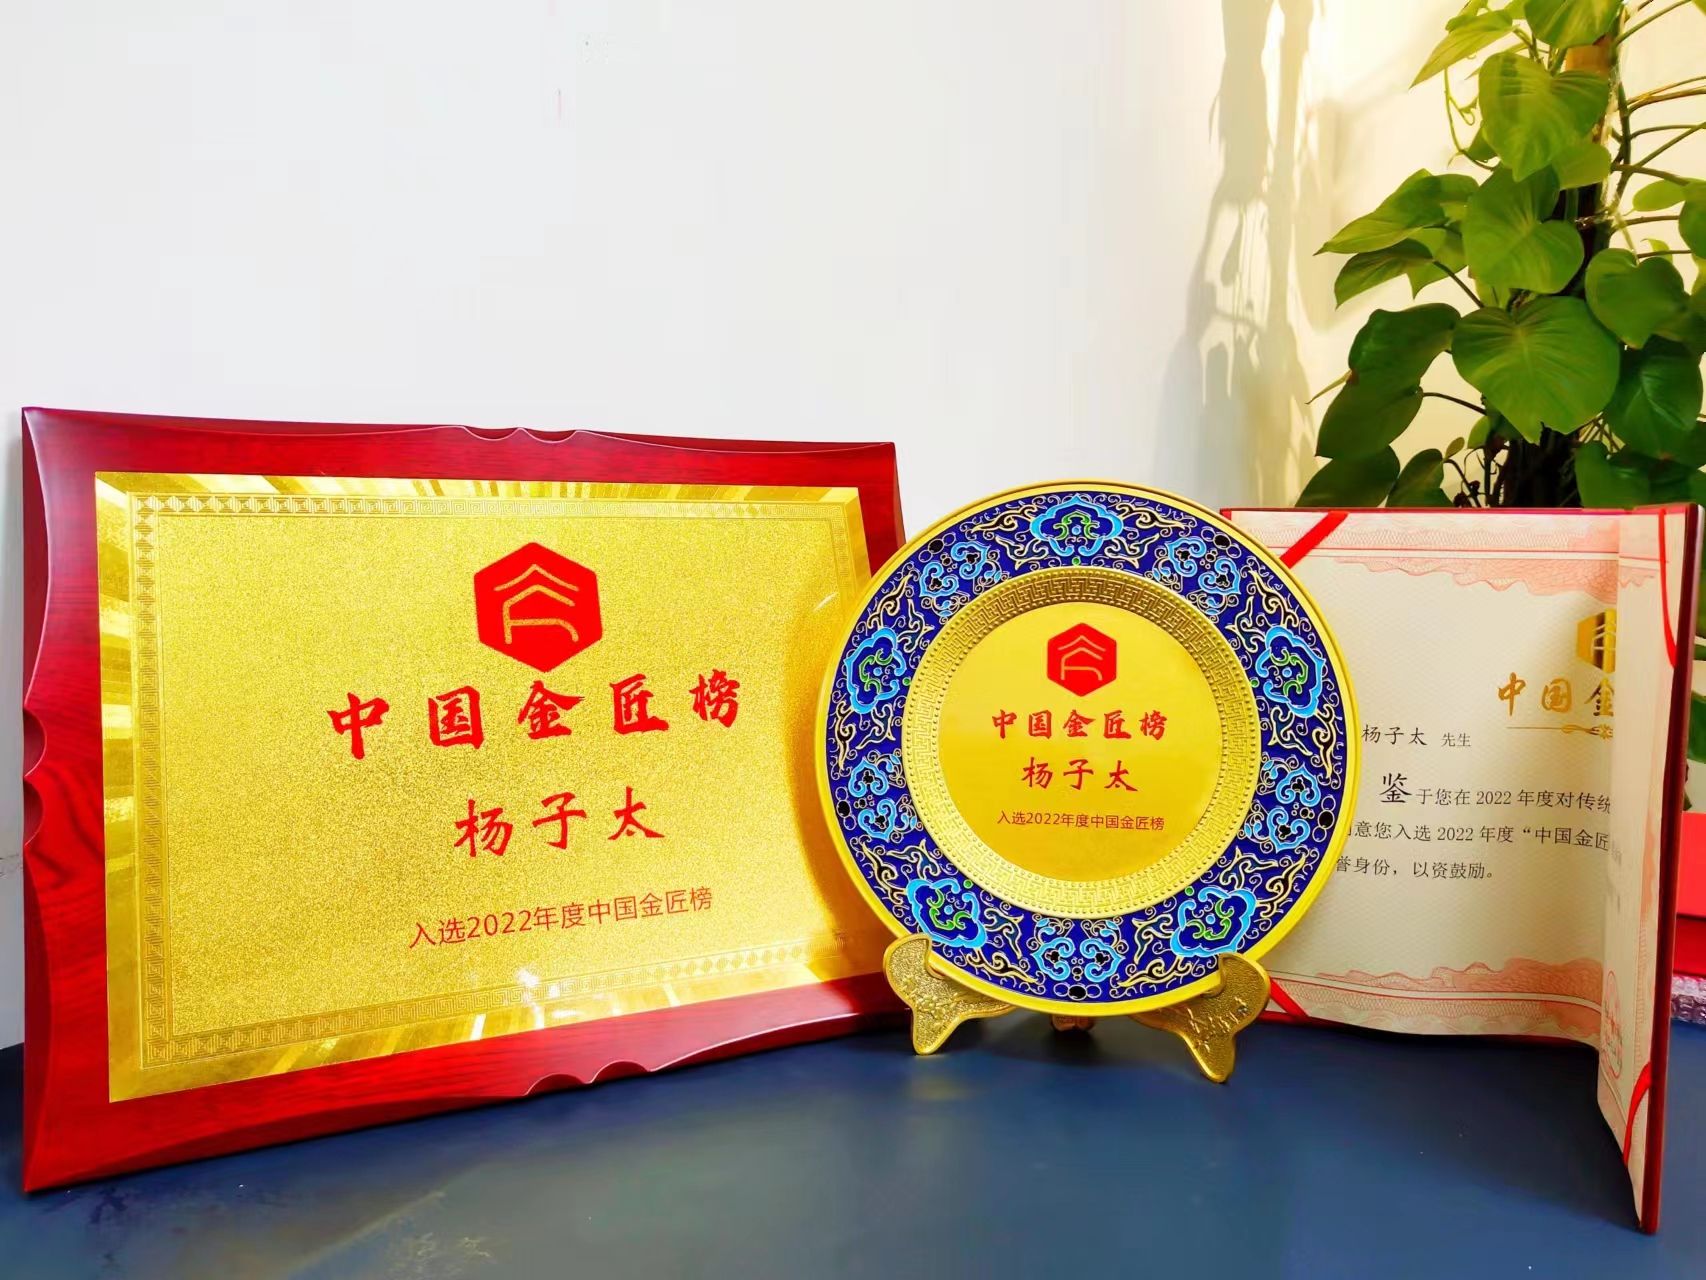 中国金匠榜
杨子太
入选2022年度中国金匠榜
中国金匠榜
杨子太
入选2022年度中国金匠榜
中国金
杨子太 先生
鉴于您在2022年度对传统
意您入选2022年度“中国金匠
誉身份，以资鼓励。